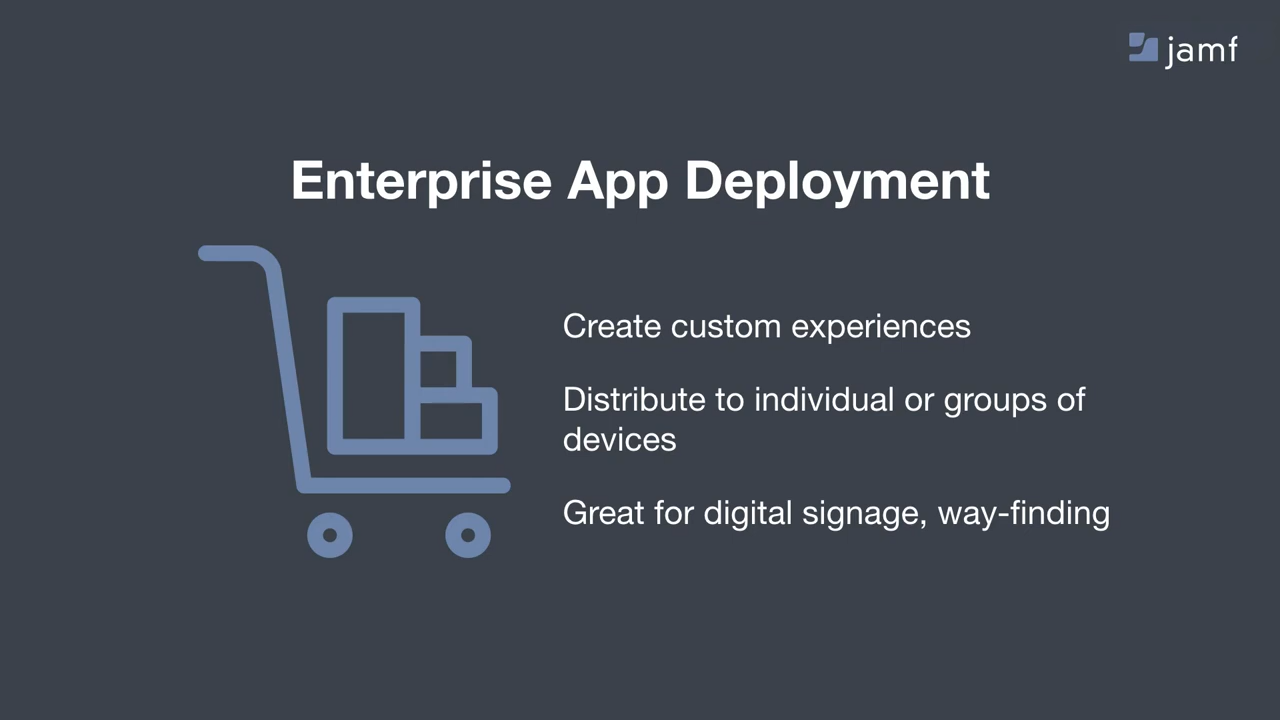 jamf
Enterprise App Deployment
Create custom experiences
Distribute to individual or groups of
devices
Great for digital signage, way-finding